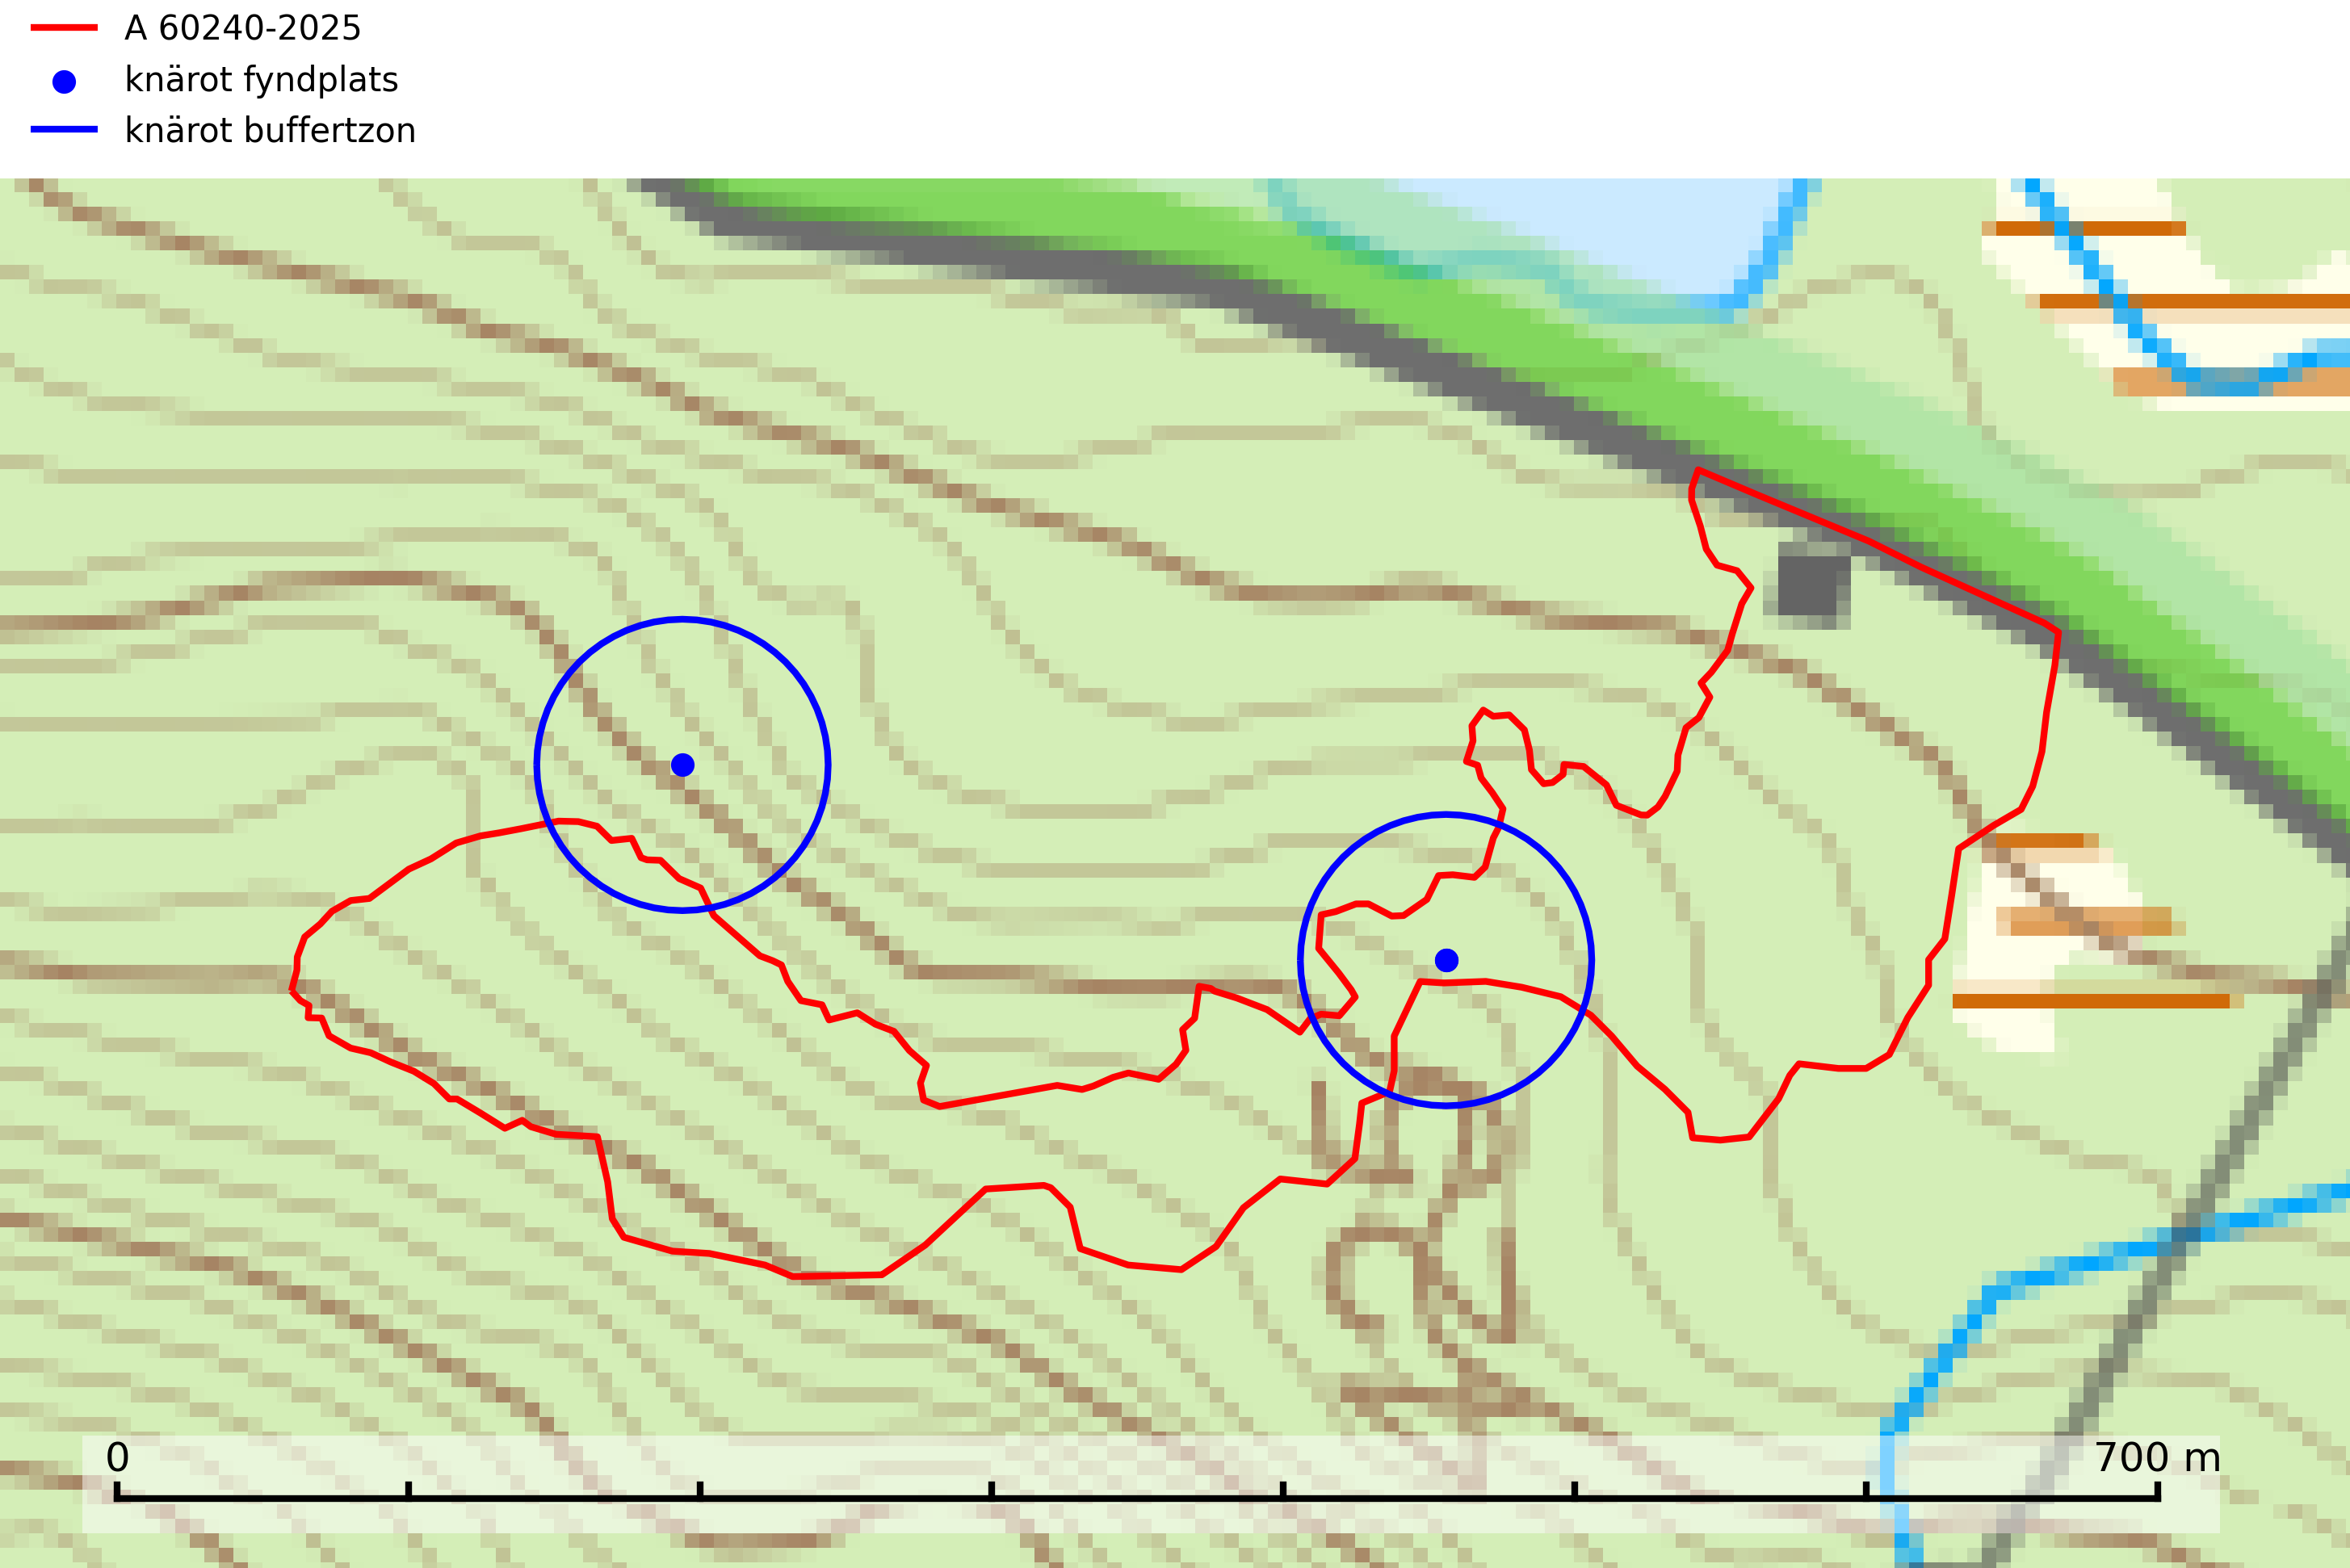 A 60240-2025
knärot fyndplats
knärot buffertzon
0
700 m